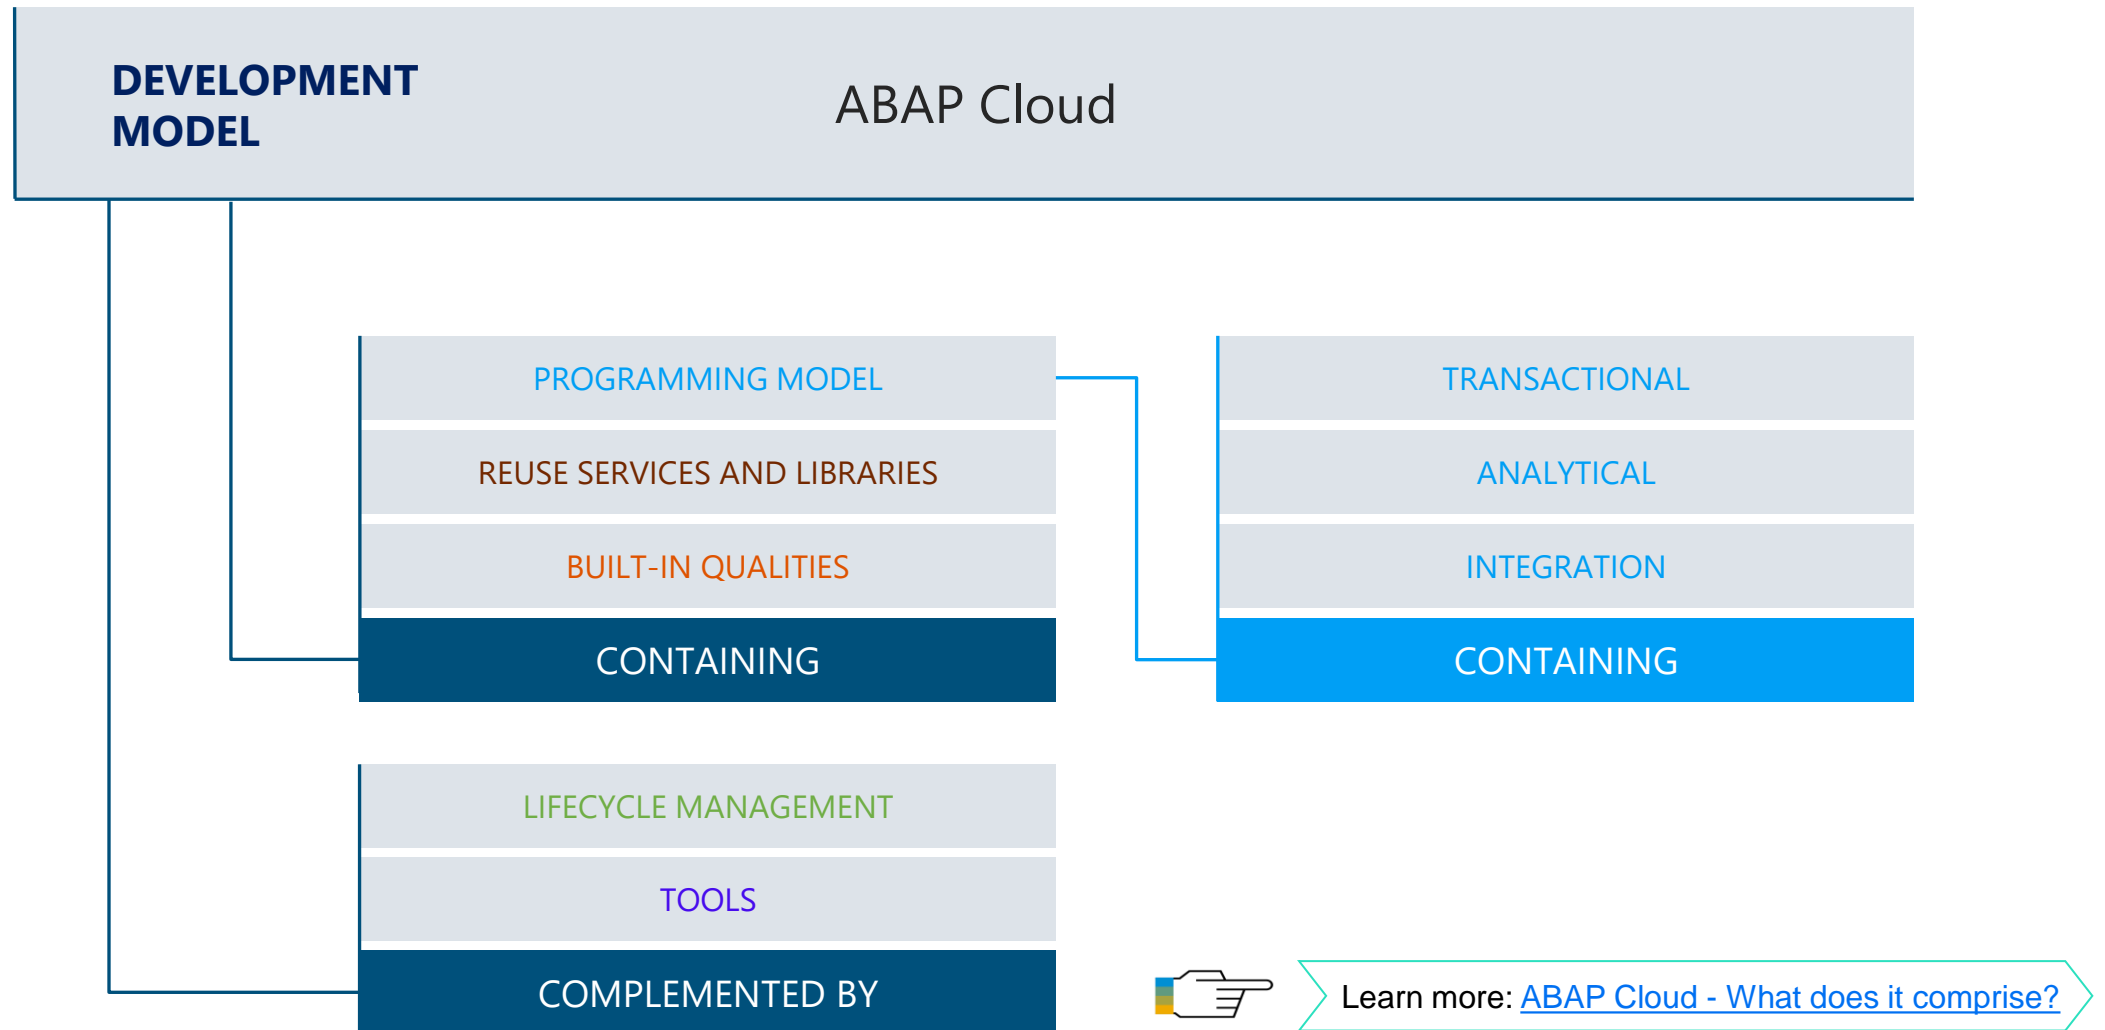 DEVELOPMENT
MODEL
ABAP Cloud
PROGRAMMING MODEL
REUSE SERVICES AND LIBRARIES
BUILT-IN QUALITIES
CONTAINING
TRANSACTIONAL
ANALYTICAL
INTEGRATION
CONTAINING
LIFECYCLE MANAGEMENT
TOOLS
COMPLEMENTED BY
Learn more: ABAP Cloud - What does it comprise?